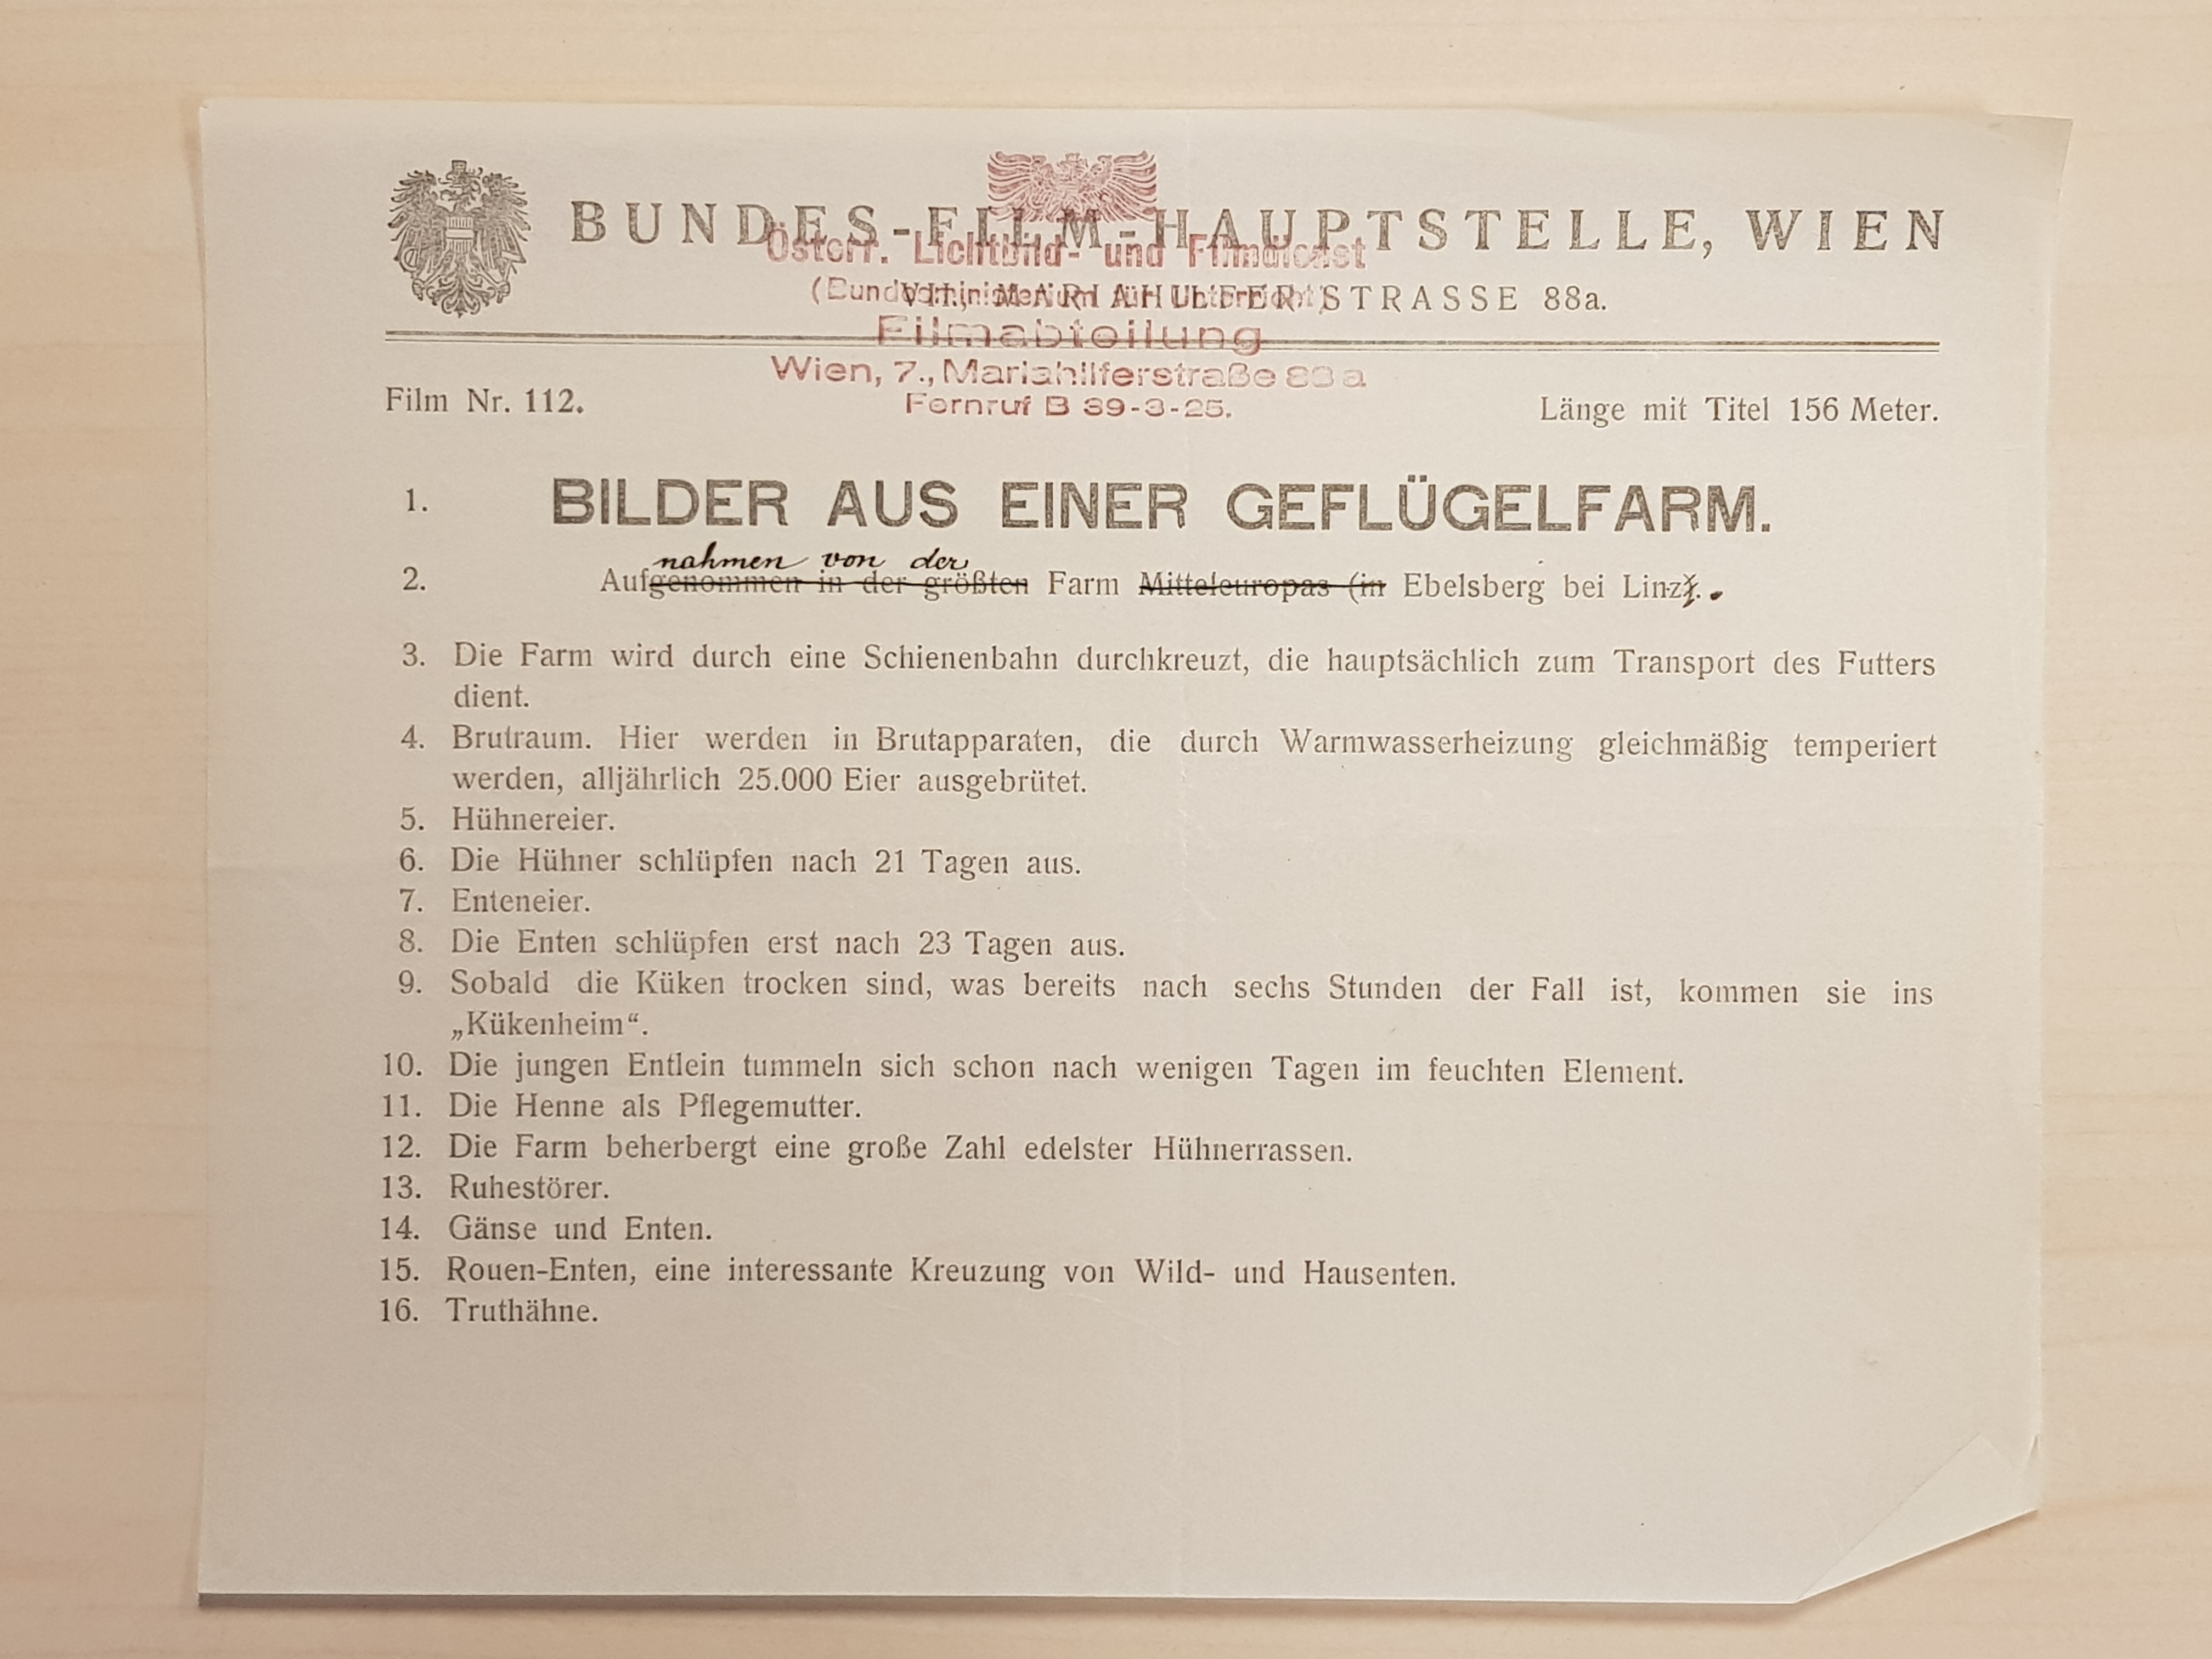 BUNDES-FILM-HAUPTSTELLE, WIEN
Österr. Lichtbild- und Filmdienst
VII., MARIAHILFERSTRASSE 88a.
(Bundesministerium für Unterricht)
Filmabteilung
Wien, 7., Mariahilferstraße 88a
Fernruf B 39-3-25.
Film Nr. 112.
Länge mit Titel 156 Meter.
1. BILDER AUS EINER GEFLÜGELFARM.
nahmen von der
2. Aufgenommen in der größten Farm Mitteleuropas (in Ebelsberg bei Linz).
3. Die Farm wird durch eine Schienenbahn durchkreuzt, die hauptsächlich zum Transport des Futters
dient.
4. Brutraum. Hier werden in Brutapparaten, die durch Warmwasserheizung gleichmäßig temperiert
werden, alljährlich 25.000 Eier ausgebrütet.
5. Hühnereier.
6. Die Hühner schlüpfen nach 21 Tagen aus.
7. Enteneier.
8. Die Enten schlüpfen erst nach 23 Tagen aus.
9. Sobald die Küken trocken sind, was bereits nach sechs Stunden der Fall ist, kommen sie ins
„Kükenheim“.
10. Die jungen Entlein tummeln sich schon nach wenigen Tagen im feuchten Element.
11. Die Henne als Pflegemutter.
12. Die Farm beherbergt eine große Zahl edelster Hühnerrassen.
13. Ruhestörer.
14. Gänse und Enten.
15. Rouen-Enten, eine interessante Kreuzung von Wild- und Hausenten.
16. Truthähne.